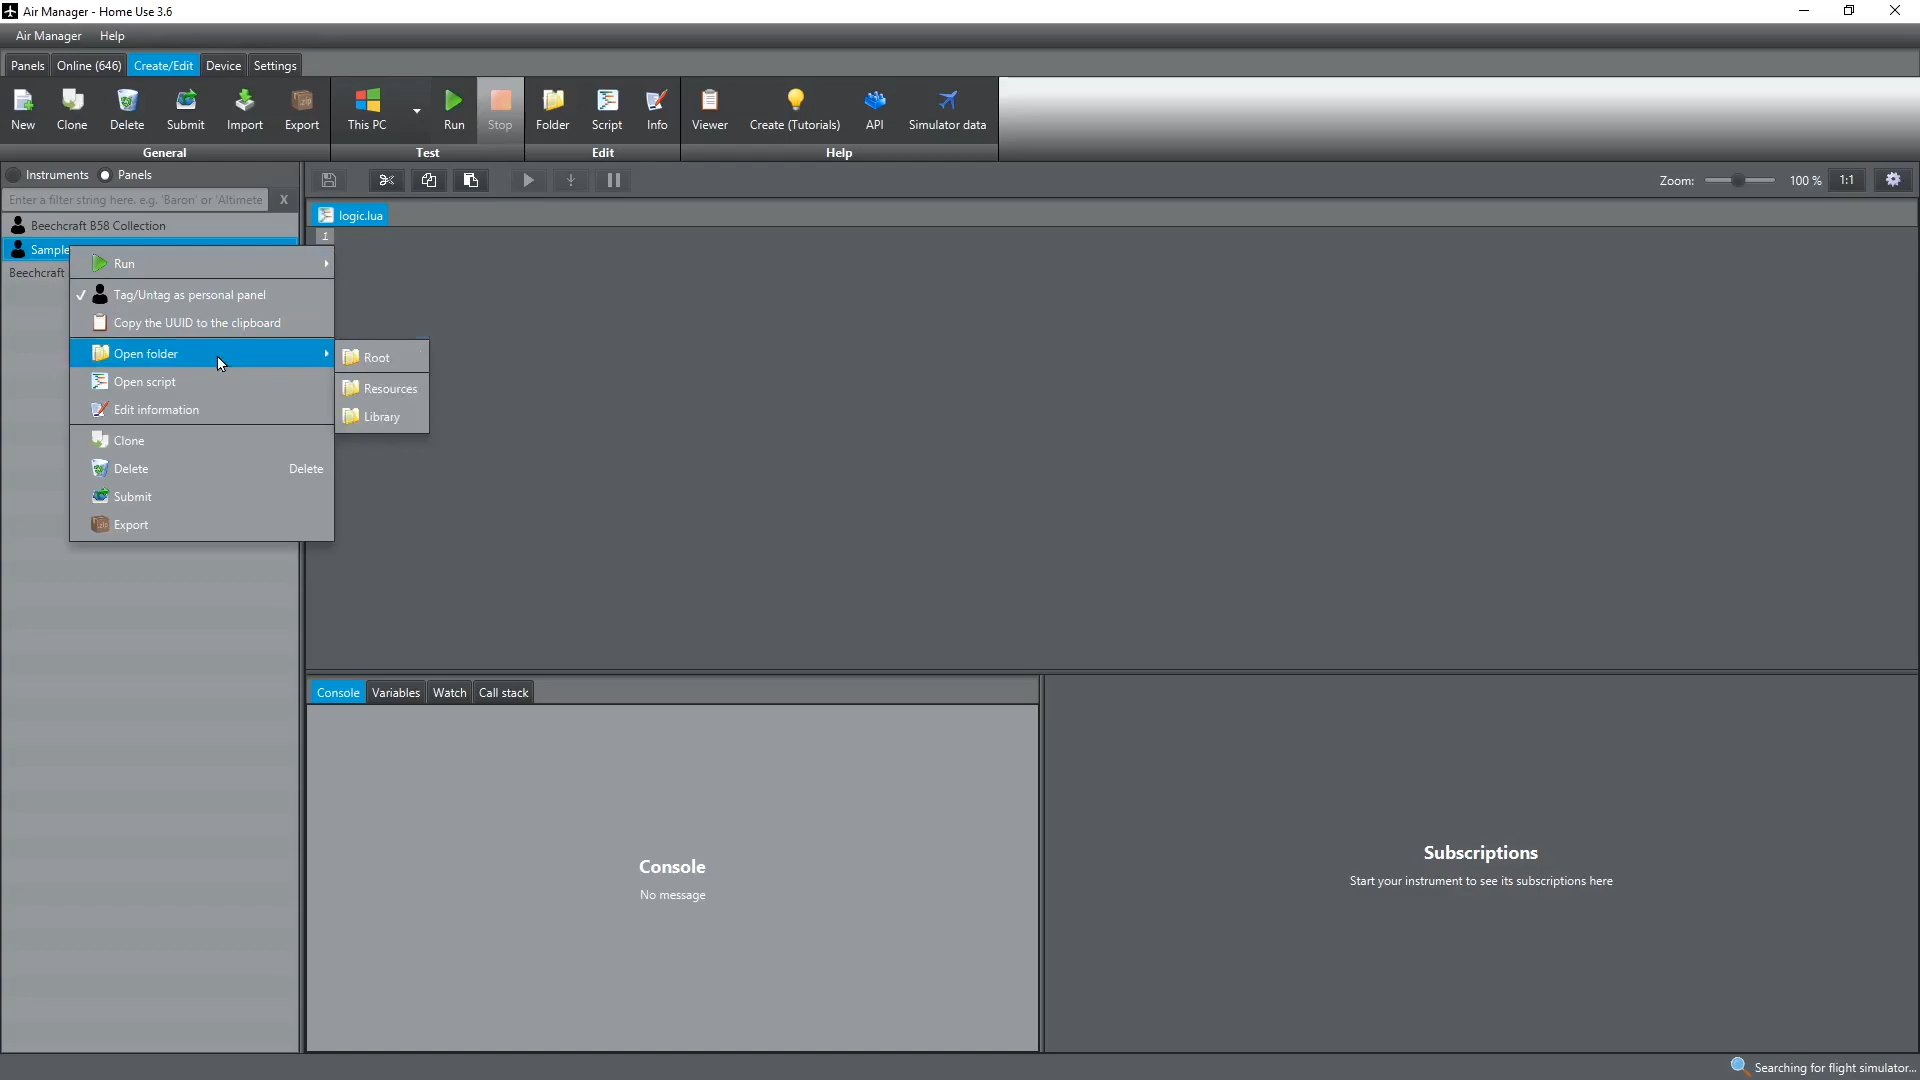 Air Manager - Home Use 3.6
Air Manager Help
Panels Online (646) Create/Edit Device Settings
New Clone Delete Submit Import Export This PC Run Stop Folder Script Info Viewer Create (Tutorials) API Simulator data
General Test Edit Help
Instruments Panels
Enter a filter string here. e.g. 'Baron' or 'Altimete X
Zoom: 100 % 1:1
Beechcraft B58 Collection
Sample
Beechcraft
logic.lua
1
Run
Tag/Untag as personal panel
Copy the UUID to the clipboard
Open folder
Open script
Edit information
Clone
Delete Delete
Submit
Export
Root
Resources
Library
Console Variables Watch Call stack
Console
No message
Subscriptions
Start your instrument to see its subscriptions here
Searching for flight simulator...